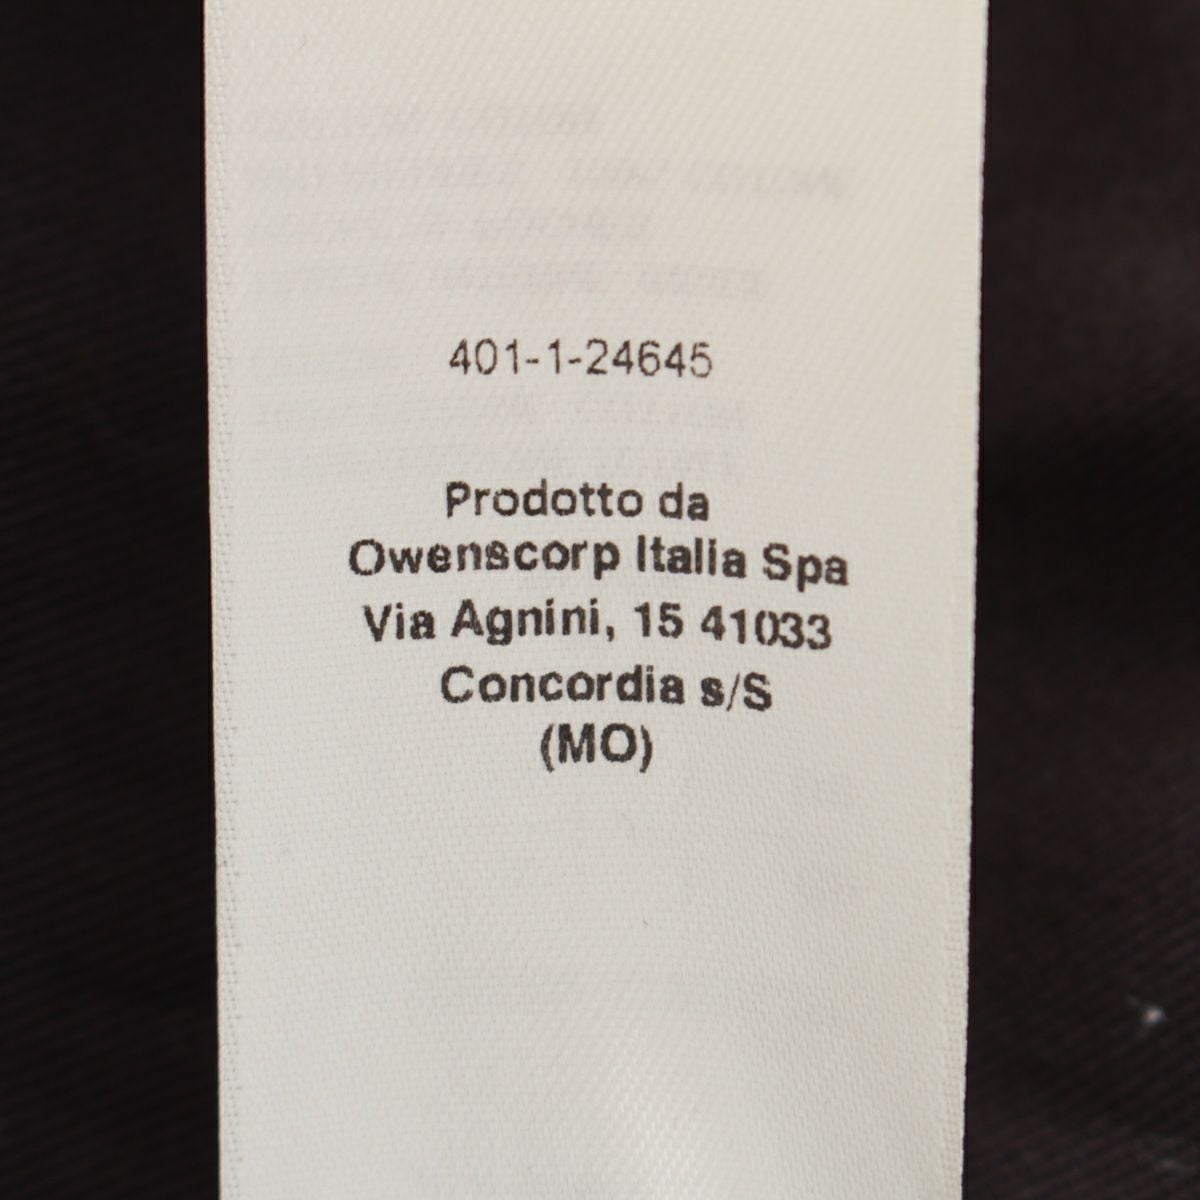 401-1-24645
Prodotto da
Owenscorp Italia Spa
Via Agnini, 15 41033
Concordia s/S
(MO)